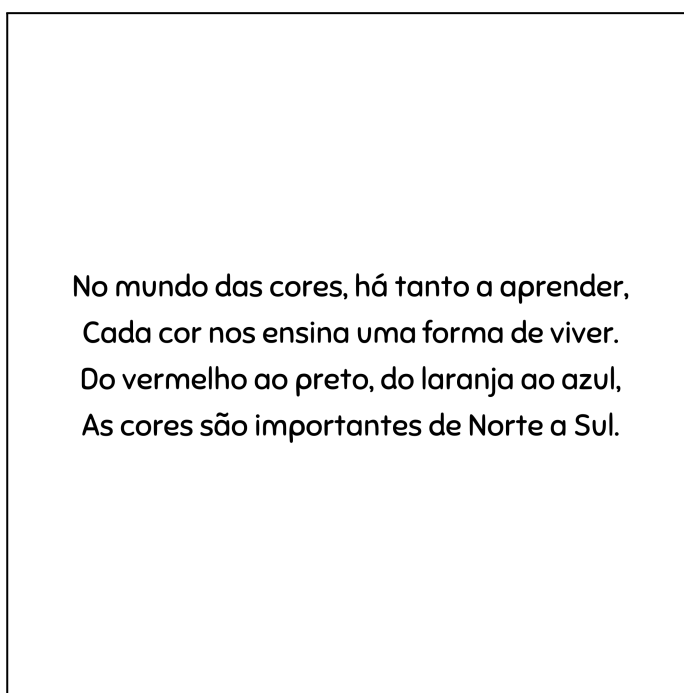 No mundo das cores, há tanto a aprender,
Cada cor nos ensina uma forma de viver.
Do vermelho ao preto, do laranja ao azul,
As cores são importantes de Norte a Sul.